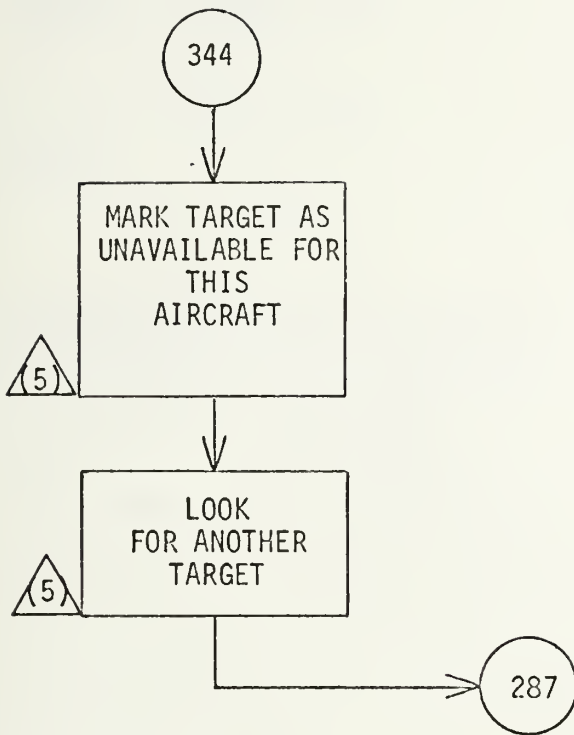 344
MARK TARGET AS
UNAVAILABLE FOR
THIS
AIRCRAFT
(5)
LOOK
FOR ANOTHER
TARGET
(5)
287